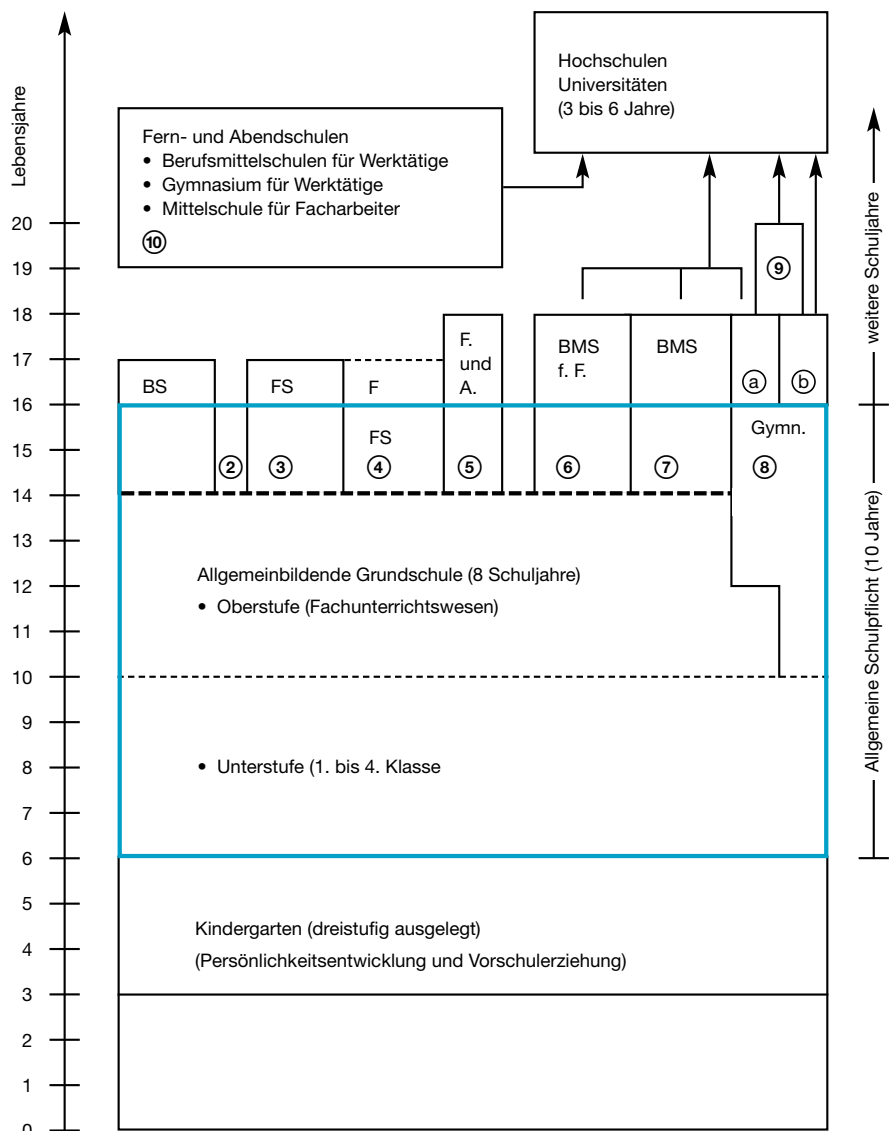 Lebensjahre
20
19
18
17
16
15
14
13
12
11
10
9
8
7
6
5
4
3
2
1
0
Hochschulen
Universitäten
(3 bis 6 Jahre)
Fern- und Abendschulen
• Berufsmittelschulen für Werktätige
• Gymnasium für Werktätige
• Mittelschule für Facharbeiter
⑩
⑨
BS
②
FS
③
F
FS
④
F.
und
A.
⑤
BMS
f. F.
⑥
BMS
⑦
ⓐ
ⓑ
Gymn.
⑧
Allgemeinbildende Grundschule (8 Schuljahre)
• Oberstufe (Fachunterrichtswesen)
• Unterstufe (1. bis 4. Klasse
Kindergarten (dreistufig ausgelegt)
(Persönlichkeitsentwicklung und Vorschulerziehung)
weitere Schuljahre
Allgemeine Schulpflicht (10 Jahre)